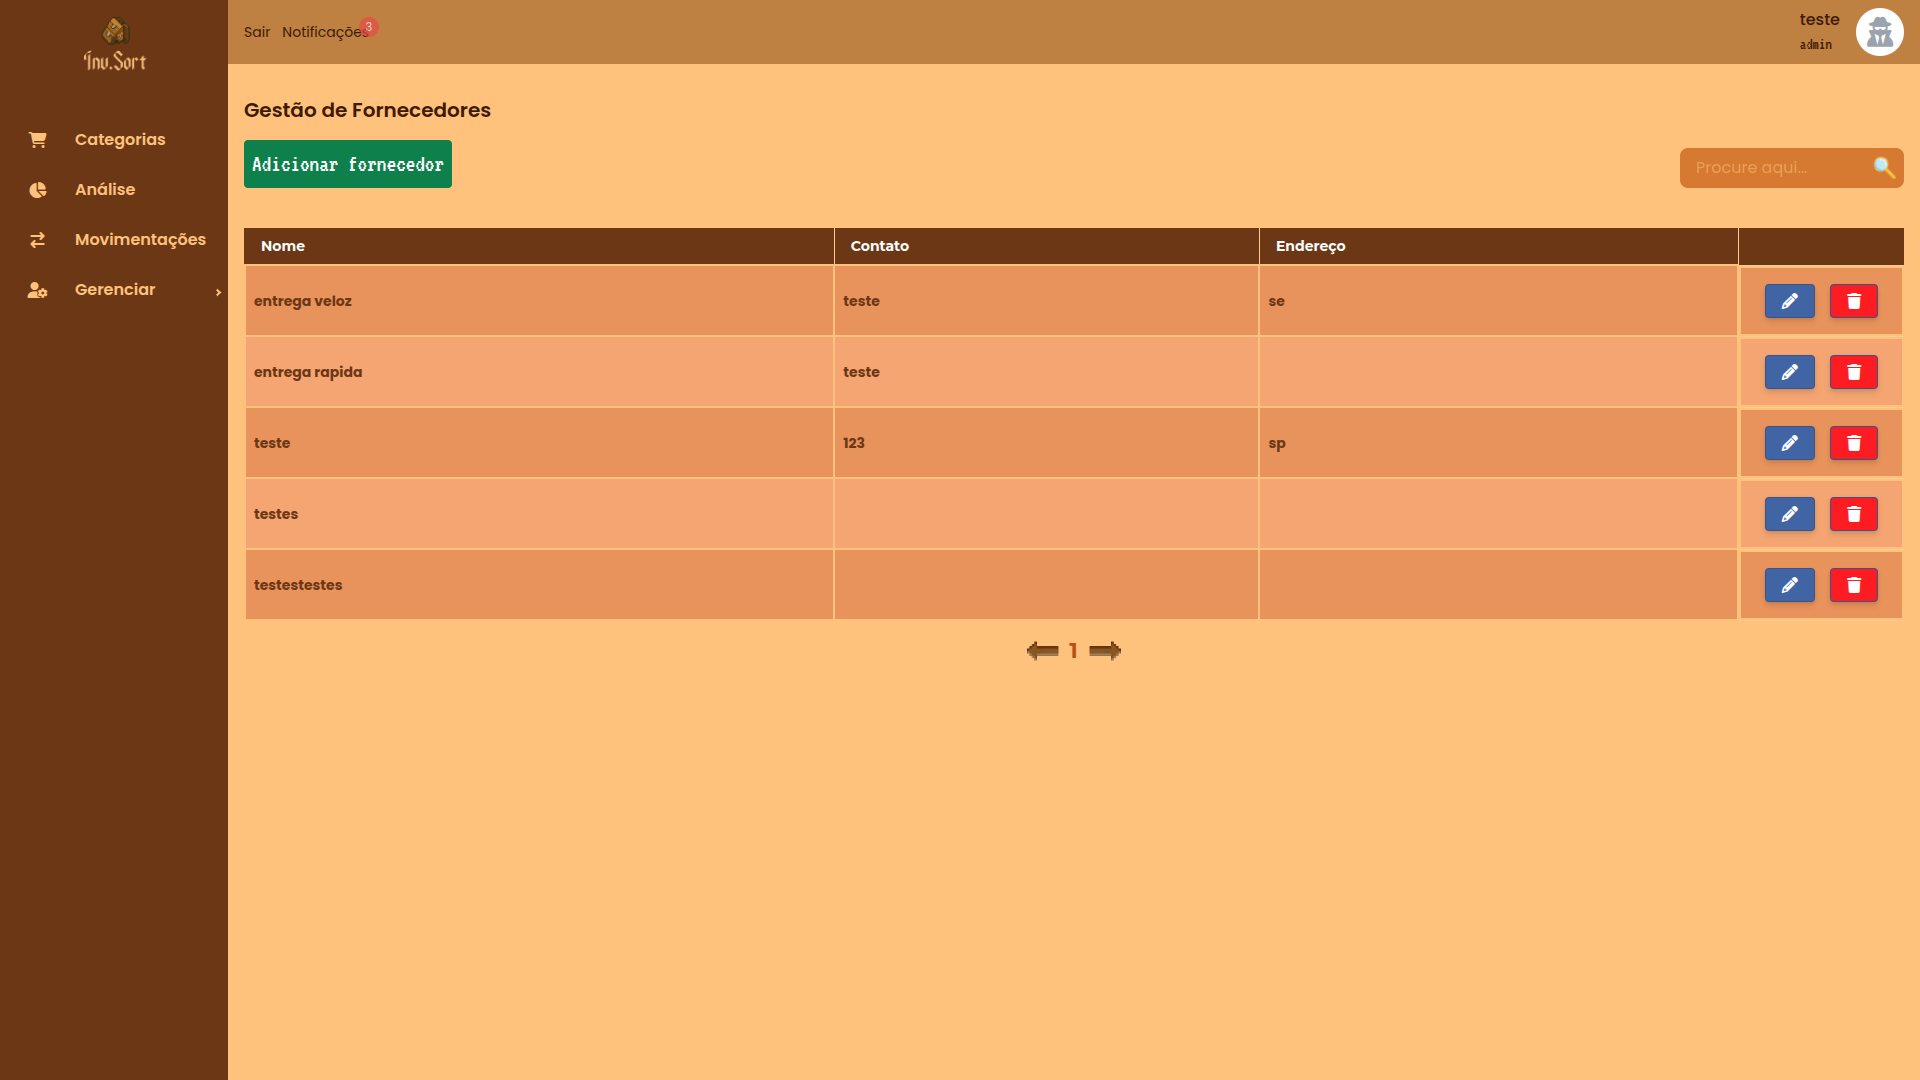 Inv.Sort
Categorias
Análise
Movimentações
Gerenciar
Sair Notificações 3
teste
admin
Gestão de Fornecedores
Adicionar fornecedor
Procure aqui...
Nome Contato Endereço
entrega veloz teste se
entrega rapida teste
teste 123 sp
testes
testestestes
1